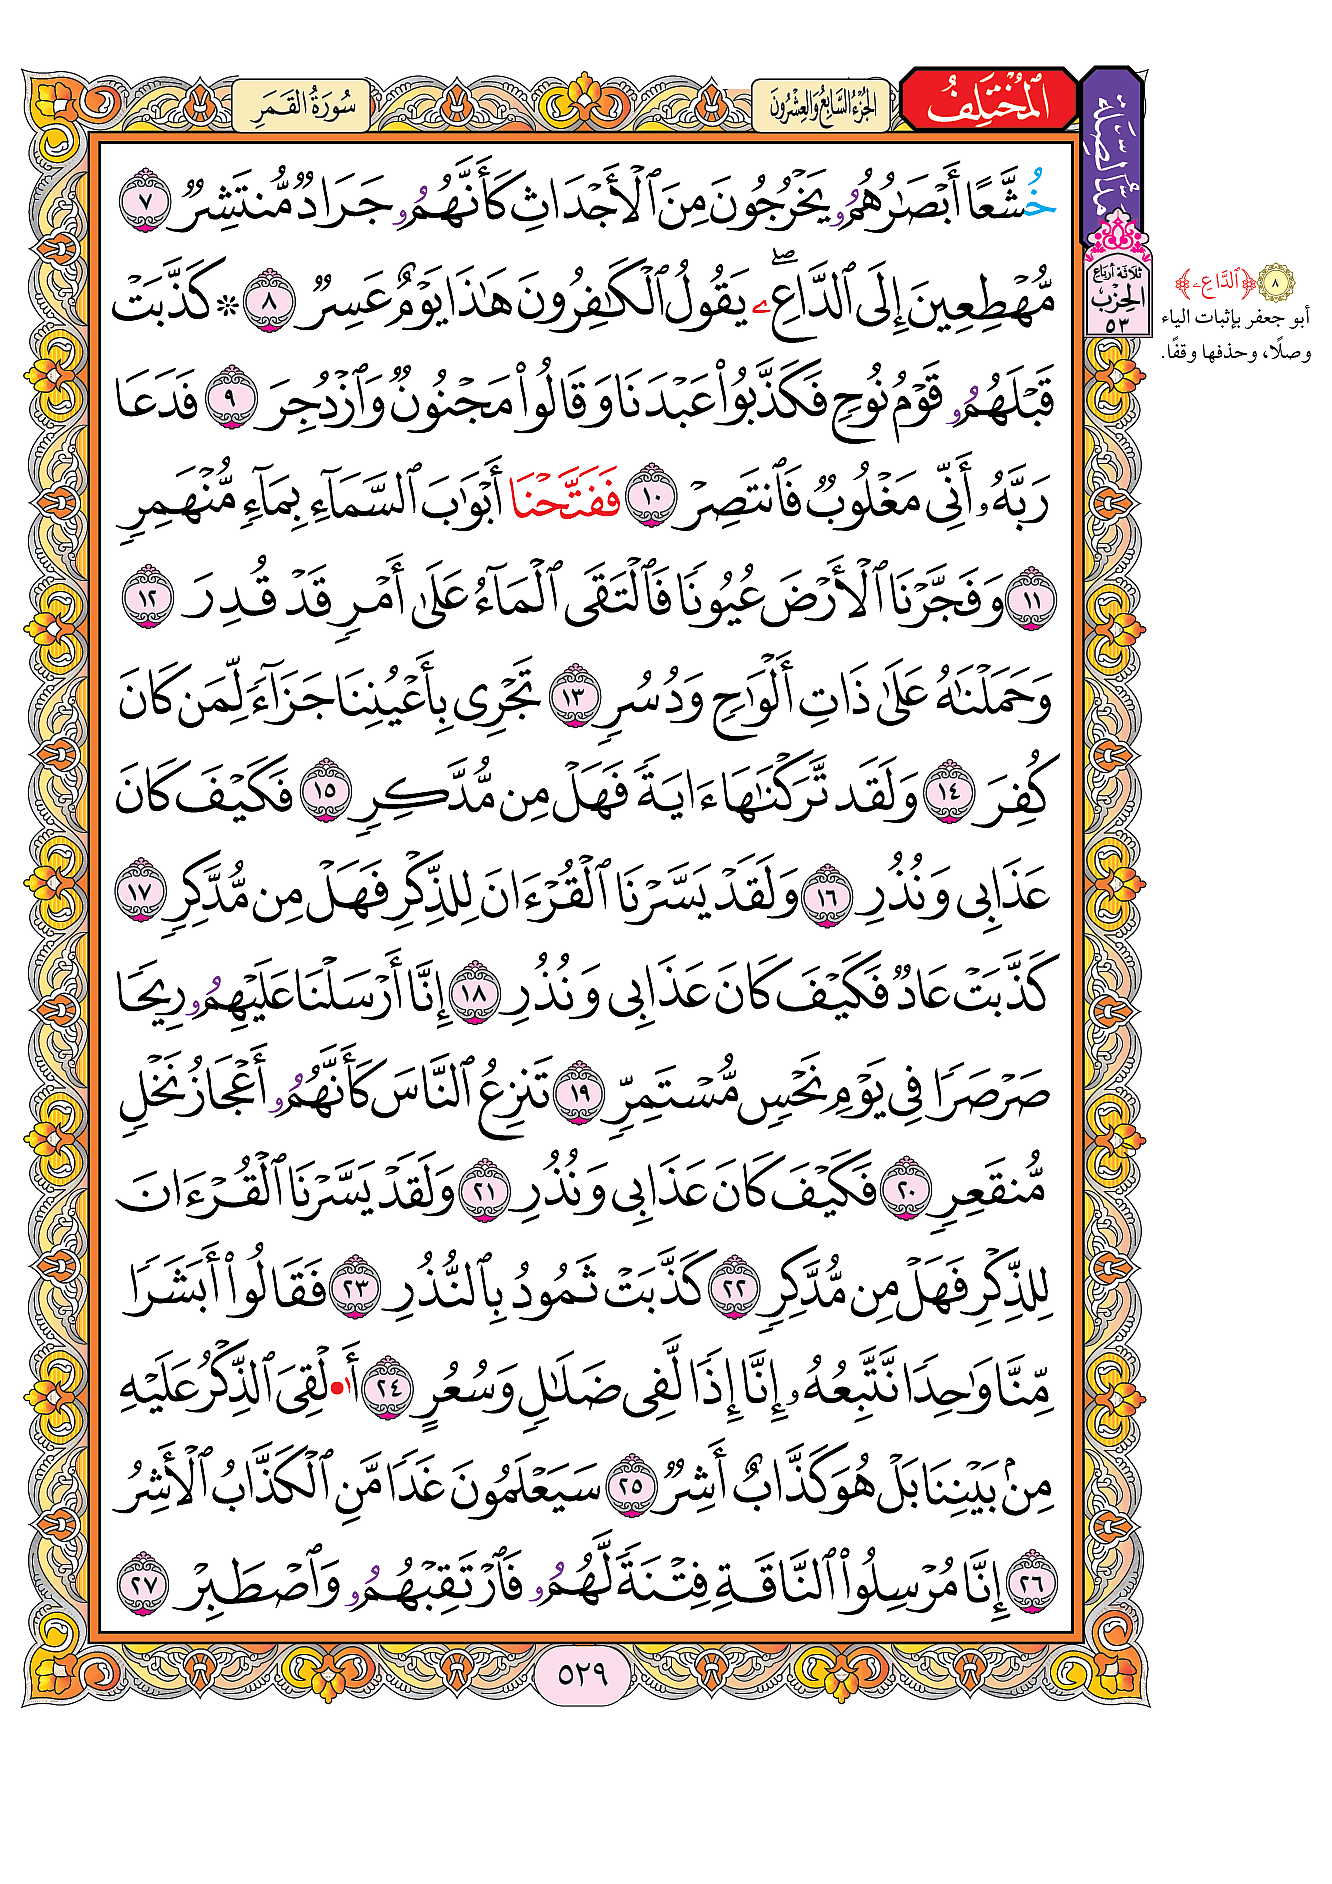 سُورَةُ القَمَرِ
الجُزْءُ السَّابِعُ وَالعِشْرُونَ
ٱلْمُخْتَلِفُ
مَدُّ ٱلصِّلَةِ
خُشَّعًا أَبْصَٰرُهُمُۥ يَخْرُجُونَ مِنَ ٱلْأَجْدَاثِ كَأَنَّهُمُۥ جَرَادٌ مُّنتَشِرٌ ٧
مُّهْطِعِينَ إِلَى ٱلدَّاعِۦ يَقُولُ ٱلْكَٰفِرُونَ هَٰذَا يَوْمٌ عَسِرٌ ٨ * كَذَّبَتْ
قَبْلَهُمُۥ قَوْمُ نُوحٍ فَكَذَّبُوا۟ عَبْدَنَا وَقَالُوا۟ مَجْنُونٌ وَٱزْدُجِرَ ٩ فَدَعَا
رَبَّهُۥ أَنِّى مَغْلُوبٌ فَٱنتَصِرْ ١٠ فَفَتَّحْنَا أَبْوَٰبَ ٱلسَّمَآءِ بِمَآءٍ مُّنْهَمِرٍ
١١ وَفَجَّرْنَا ٱلْأَرْضَ عُيُونًا فَٱلْتَقَى ٱلْمَآءُ عَلَىٰٓ أَمْرٍ قَدْ قُدِرَ ١٢
وَحَمَلْنَٰهُ عَلَىٰ ذَاتِ أَلْوَٰحٍ وَدُسُرٍ ١٣ تَجْرِى بِأَعْيُنِنَا جَزَآءً لِّمَن كَانَ
كُفِرَ ١٤ وَلَقَد تَّرَكْنَٰهَا ءَايَةً فَهَلْ مِن مُّدَّكِرٍ ١٥ فَكَيْفَ كَانَ
عَذَابِى وَنُذُرِ ١٦ وَلَقَدْ يَسَّرْنَا ٱلْقُرْءَانَ لِلذِّكْرِ فَهَلْ مِن مُّدَّكِرٍ ١٧
كَذَّبَتْ عَادٌ فَكَيْفَ كَانَ عَذَابِى وَنُذُرِ ١٨ إِنَّا أَرْسَلْنَا عَلَيْهِمُۥ رِيحًا
صَرْصَرًا فِى يَوْمِ نَحْسٍ مُّسْتَمِرٍّ ١٩ تَنزِعُ ٱلنَّاسَ كَأَنَّهُمُۥ أَعْجَازُ نَخْلٍ
مُّنقَعِرٍ ٢٠ فَكَيْفَ كَانَ عَذَابِى وَنُذُرِ ٢١ وَلَقَدْ يَسَّرْنَا ٱلْقُرْءَانَ
لِلذِّكْرِ فَهَلْ مِن مُّدَّكِرٍ ٢٢ كَذَّبَتْ ثَمُودُ بِٱلنُّذُرِ ٢٣ فَقَالُوا۟ أَبَشَرًا
مِّنَّا وَٰحِدًا نَّتَّبِعُهُۥ إِنَّا إِذًا لَّفِى ضَلَٰلٍ وَسُعُرٍ ٢٤ أَا۟لْقِىَ ٱلذِّكْرُ عَلَيْهِ
مِنۢ بَيْنِنَا بَلْ هُوَ كَذَّابٌ أَشِرٌ ٢٥ سَيَعْلَمُونَ غَدًا مَّنِ ٱلْكَذَّابُ ٱلْأَشِرُ
٢٦ إِنَّا مُرْسِلُوا۟ ٱلنَّاقَةِ فِتْنَةً لَّهُمُۥ فَٱرْتَقِبْهُمُۥ وَٱصْطَبِرْ ٢٧
ثلاثة أرباع
الحِزْب
٥٣
٨ ﴿ٱلدَّاعِۦ﴾
أبو جعفر بإثبات الياء
وصلًا، وحذفها وقفًا.
٥٢٩